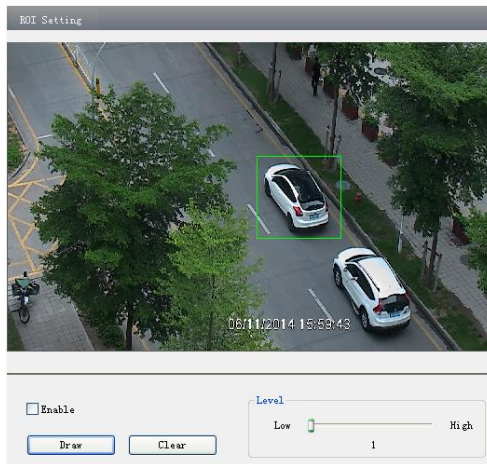 ROI Setting
06/11/2014 15:59:43
Enable
Level
Low High
1
Draw Clear